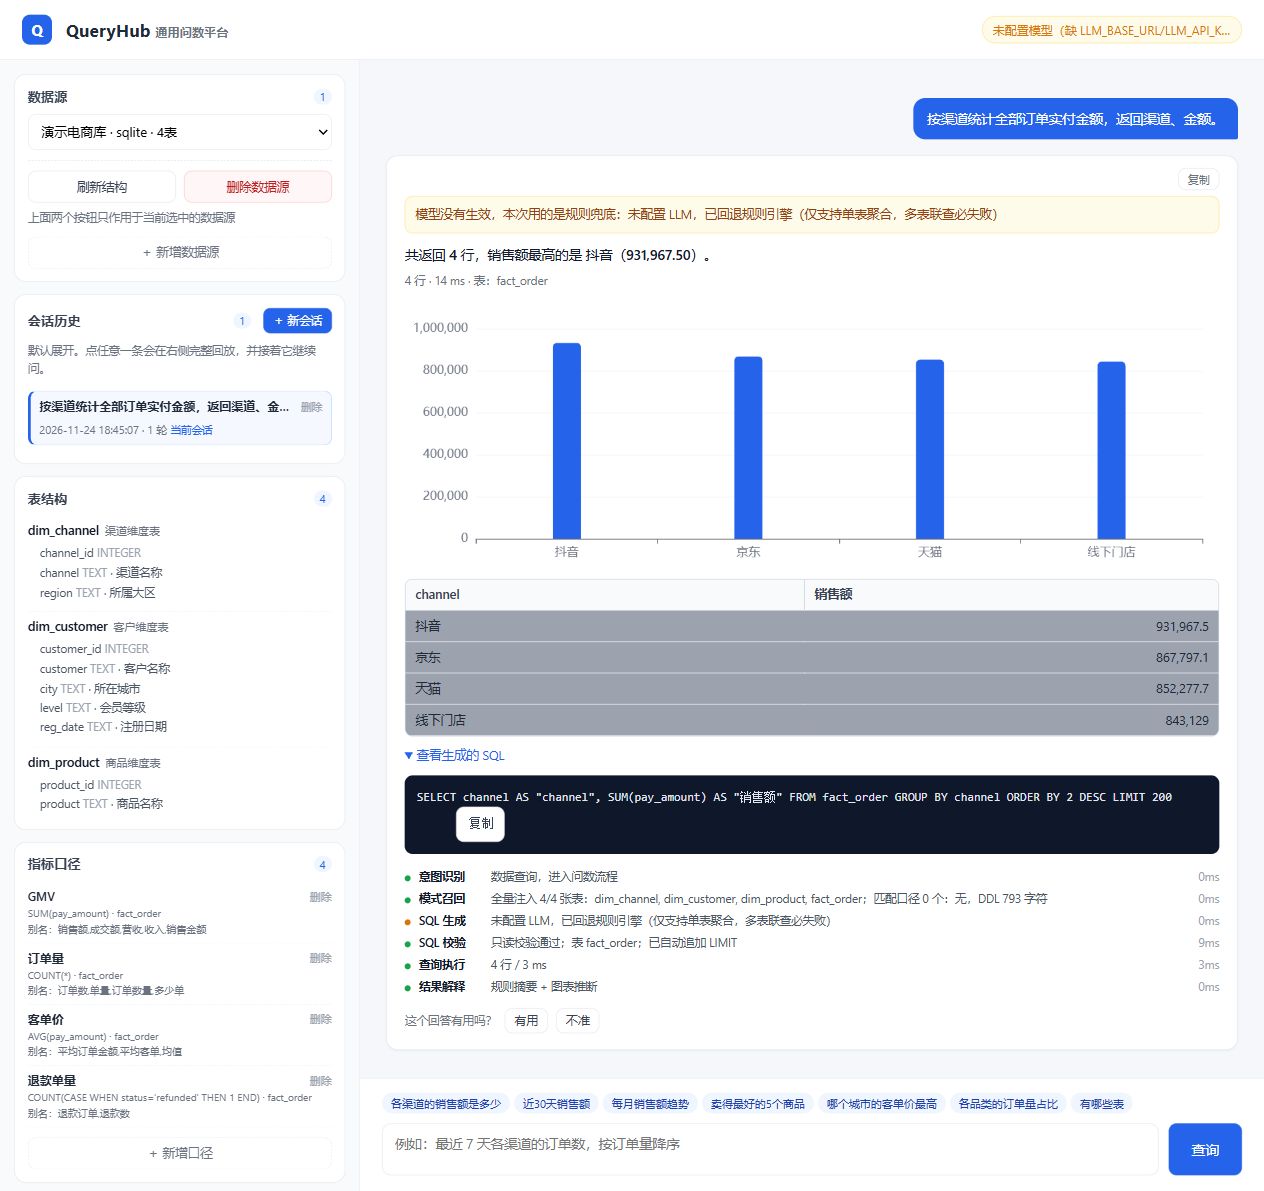 Q
QueryHub 通用问数平台
未配置模型（缺 LLM_BASE_URL/LLM_API_K...
数据源
1
演示电商库 · sqlite · 4表
刷新结构
删除数据源
上面两个按钮只作用于当前选中的数据源
+ 新增数据源
会话历史
1
+ 新会话
默认展开。点任意一条会在右侧完整回放，并接着它继续
问。
按渠道统计全部订单实付金额，返回渠道、金...
删除
2026-11-24 18:45:07 · 1 轮 当前会话
表结构
4
dim_channel 渠道维度表
channel_id INTEGER
channel TEXT · 渠道名称
region TEXT · 所属大区
dim_customer 客户维度表
customer_id INTEGER
customer TEXT · 客户名称
city TEXT · 所在城市
level TEXT · 会员等级
reg_date TEXT · 注册日期
dim_product 商品维度表
product_id INTEGER
product TEXT · 商品名称
指标口径
4
GMV
删除
SUM(pay_amount) · fact_order
别名：销售额,成交额,营收,收入,销售金额
订单量
删除
COUNT(*) · fact_order
别名：订单数,单量,订单数量,多少单
客单价
删除
AVG(pay_amount) · fact_order
别名：平均订单金额,平均客单,均值
退款单量
删除
COUNT(CASE WHEN status='refunded' THEN 1 END) · fact_order
别名：退款订单,退款数
+ 新增口径
按渠道统计全部订单实付金额，返回渠道、金额。
复制
模型没有生效，本次用的是规则兜底：未配置 LLM，已回退规则引擎（仅支持单表聚合，多表联查必失败）
共返回 4 行，销售额最高的是 抖音（931,967.50）。
4 行 · 14 ms · 表：fact_order
1,000,000
800,000
600,000
400,000
200,000
0
抖音
京东
天猫
线下门店
channel
销售额
抖音
931,967.5
京东
867,797.1
天猫
852,277.7
线下门店
843,129
▼ 查看生成的 SQL
SELECT channel AS "channel", SUM(pay_amount) AS "销售额" FROM fact_order GROUP BY channel ORDER BY 2 DESC LIMIT 200
复制
意图识别 数据查询，进入问数流程 0ms
模式召回 全量注入 4/4 张表：dim_channel, dim_customer, dim_product, fact_order；匹配口径 0 个：无，DDL 793 字符 0ms
SQL 生成 未配置 LLM，已回退规则引擎（仅支持单表聚合，多表联查必失败） 0ms
SQL 校验 只读校验通过；表 fact_order；已自动追加 LIMIT 9ms
查询执行 4 行 / 3 ms 3ms
结果解释 规则摘要 + 图表推断 0ms
这个回答有用吗？
有用
不准
各渠道的销售额是多少
近30天销售额
每月销售额趋势
卖得最好的5个商品
哪个城市的客单价最高
各品类的订单量占比
有哪些表
例如：最近 7 天各渠道的订单数，按订单量降序
查询